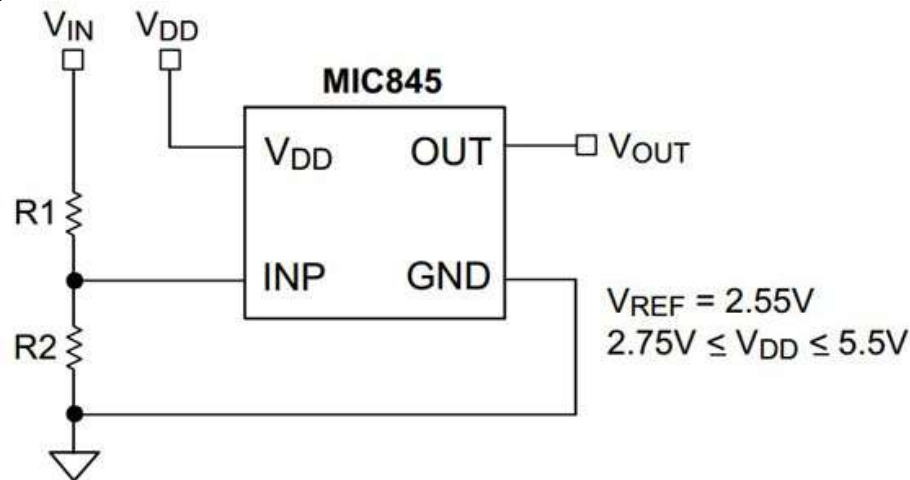 VIN VDD
MIC845
VDD OUT
VOUT
R1
INP GND
VREF = 2.55V
R2
2.75V ≤ VDD ≤ 5.5V